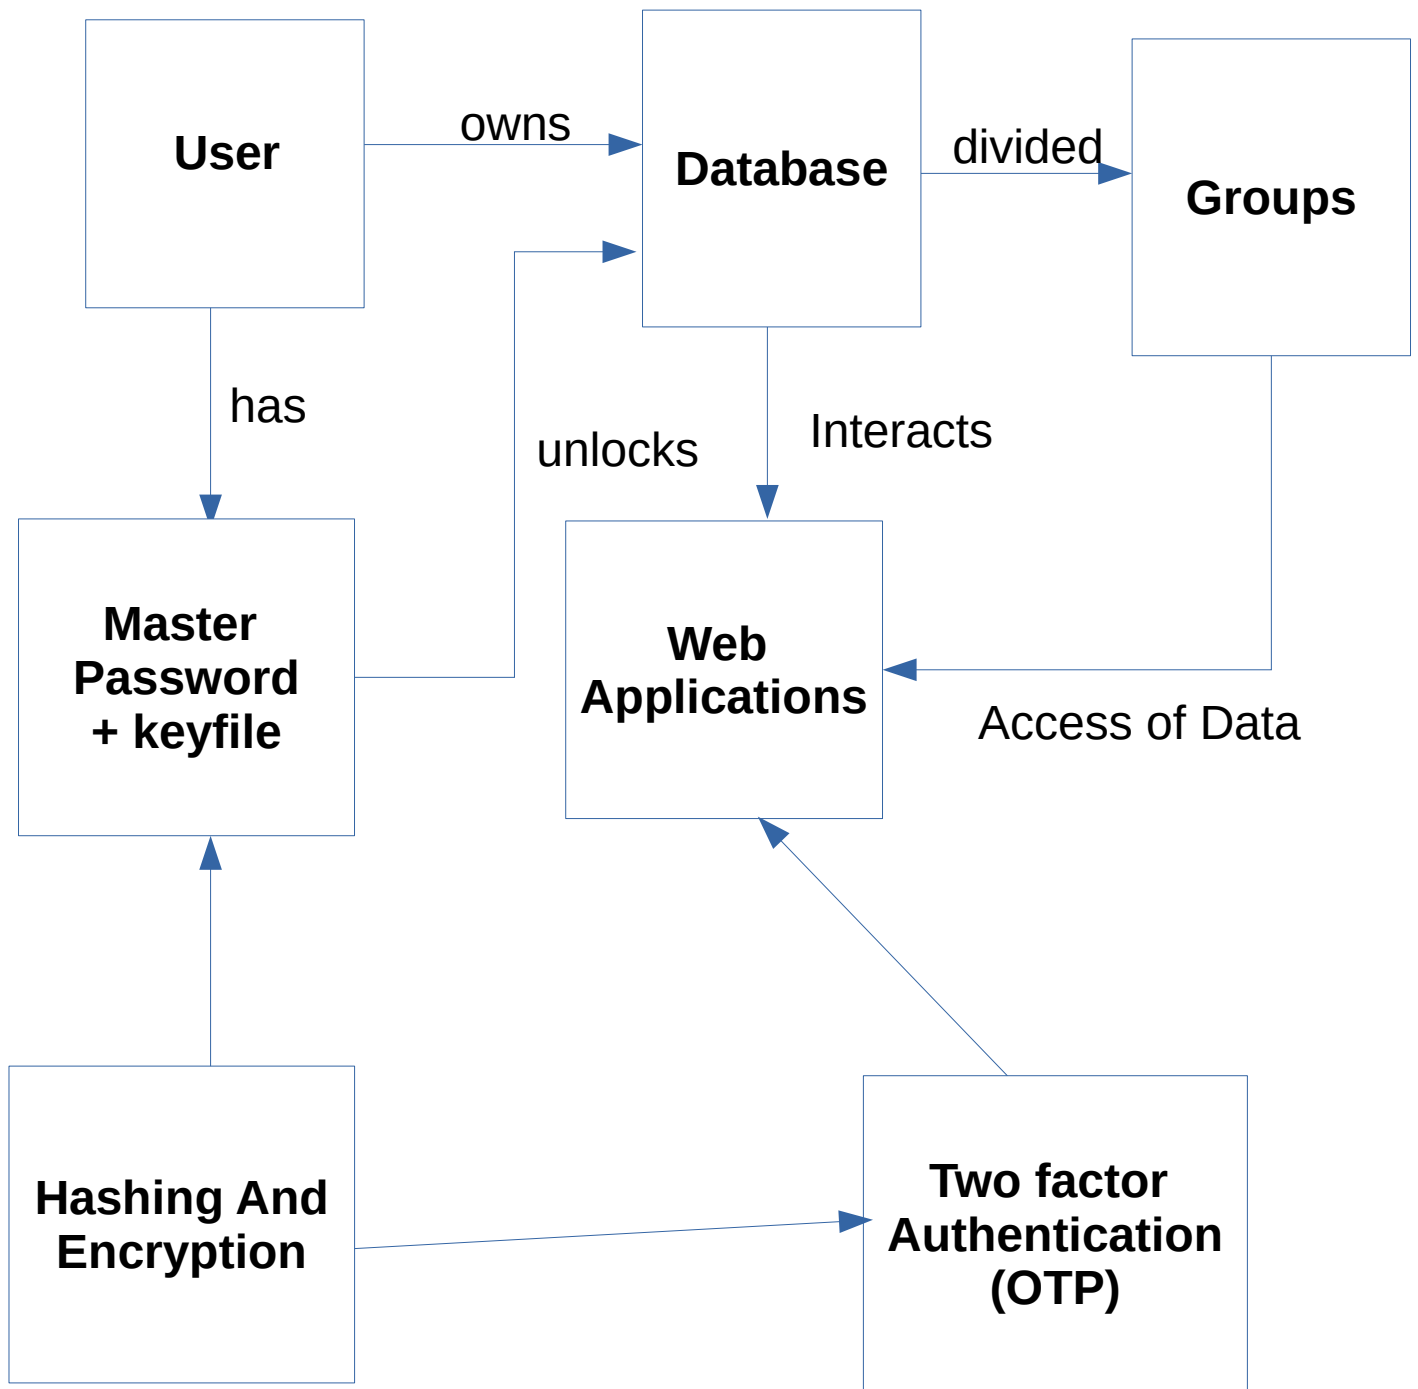 User
owns
Database
divided
Groups
has
unlocks
Interacts
Master
Password
+ keyfile
Web
Applications
Access of Data
Hashing And
Encryption
Two factor
Authentication
(OTP)